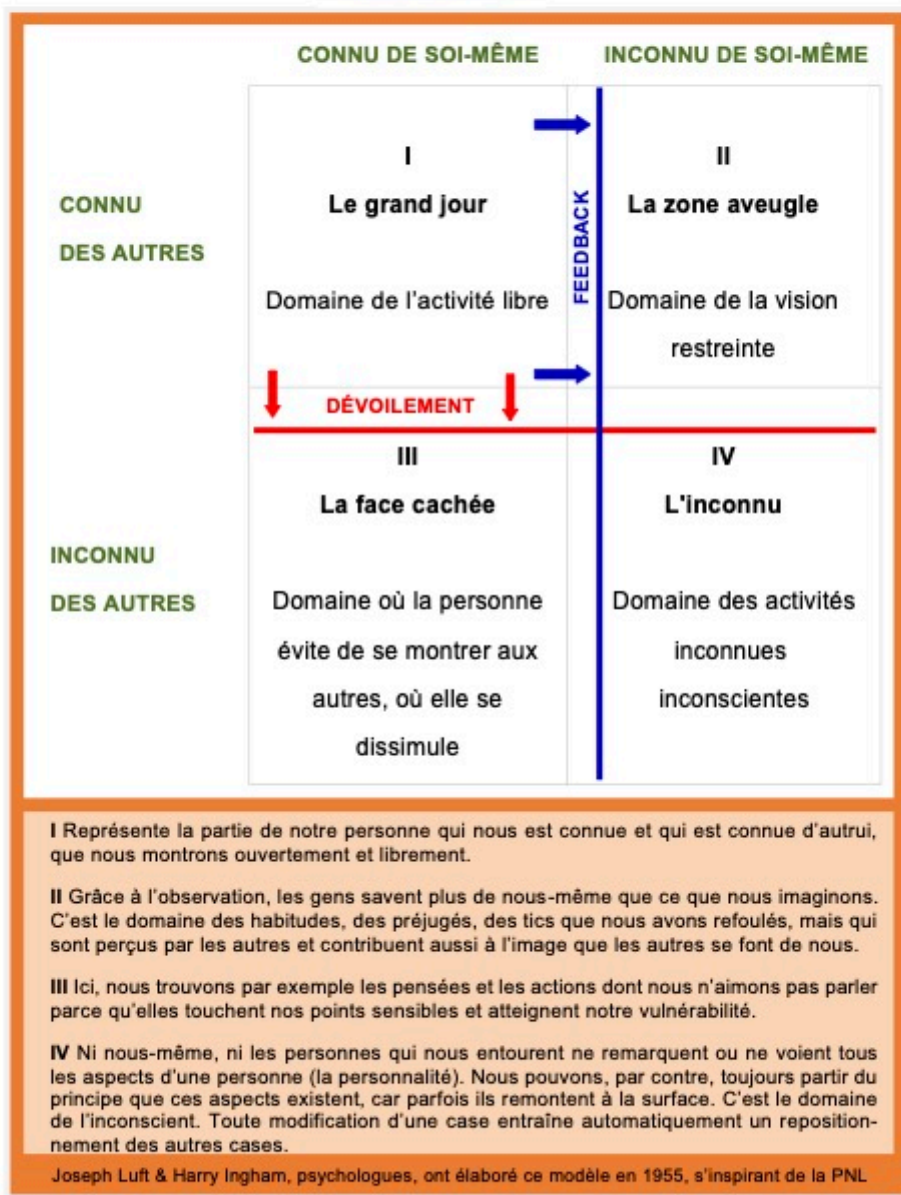 CONNU DE SOI-MÊME
INCONNU DE SOI-MÊME
CONNU
DES AUTRES
I
Le grand jour
Domaine de l'activité libre
FEEDBACK
II
La zone aveugle
Domaine de la vision
restreinte
DÉVOILEMENT
INCONNU
DES AUTRES
III
La face cachée
Domaine où la personne
évite de se montrer aux
autres, où elle se
dissimule
IV
L'inconnu
Domaine des activités
inconnues
inconscientes
I Représente la partie de notre personne qui nous est connue et qui est connue d'autrui,
que nous montrons ouvertement et librement.
II Grâce à l'observation, les gens savent plus de nous-même que ce que nous imaginons.
C'est le domaine des habitudes, des préjugés, des tics que nous avons refoulés, mais qui
sont perçus par les autres et contribuent aussi à l'image que les autres se font de nous.
III Ici, nous trouvons par exemple les pensées et les actions dont nous n'aimons pas parler
parce qu'elles touchent nos points sensibles et atteignent notre vulnérabilité.
IV Ni nous-même, ni les personnes qui nous entourent ne remarquent ou ne voient tous
les aspects d'une personne (la personnalité). Nous pouvons, par contre, toujours partir du
principe que ces aspects existent, car parfois ils remontent à la surface. C'est le domaine
de l'inconscient. Toute modification d'une case entraîne automatiquement un reposition-
nement des autres cases.
Joseph Luft & Harry Ingham, psychologues, ont élaboré ce modèle en 1955, s'inspirant de la PNL